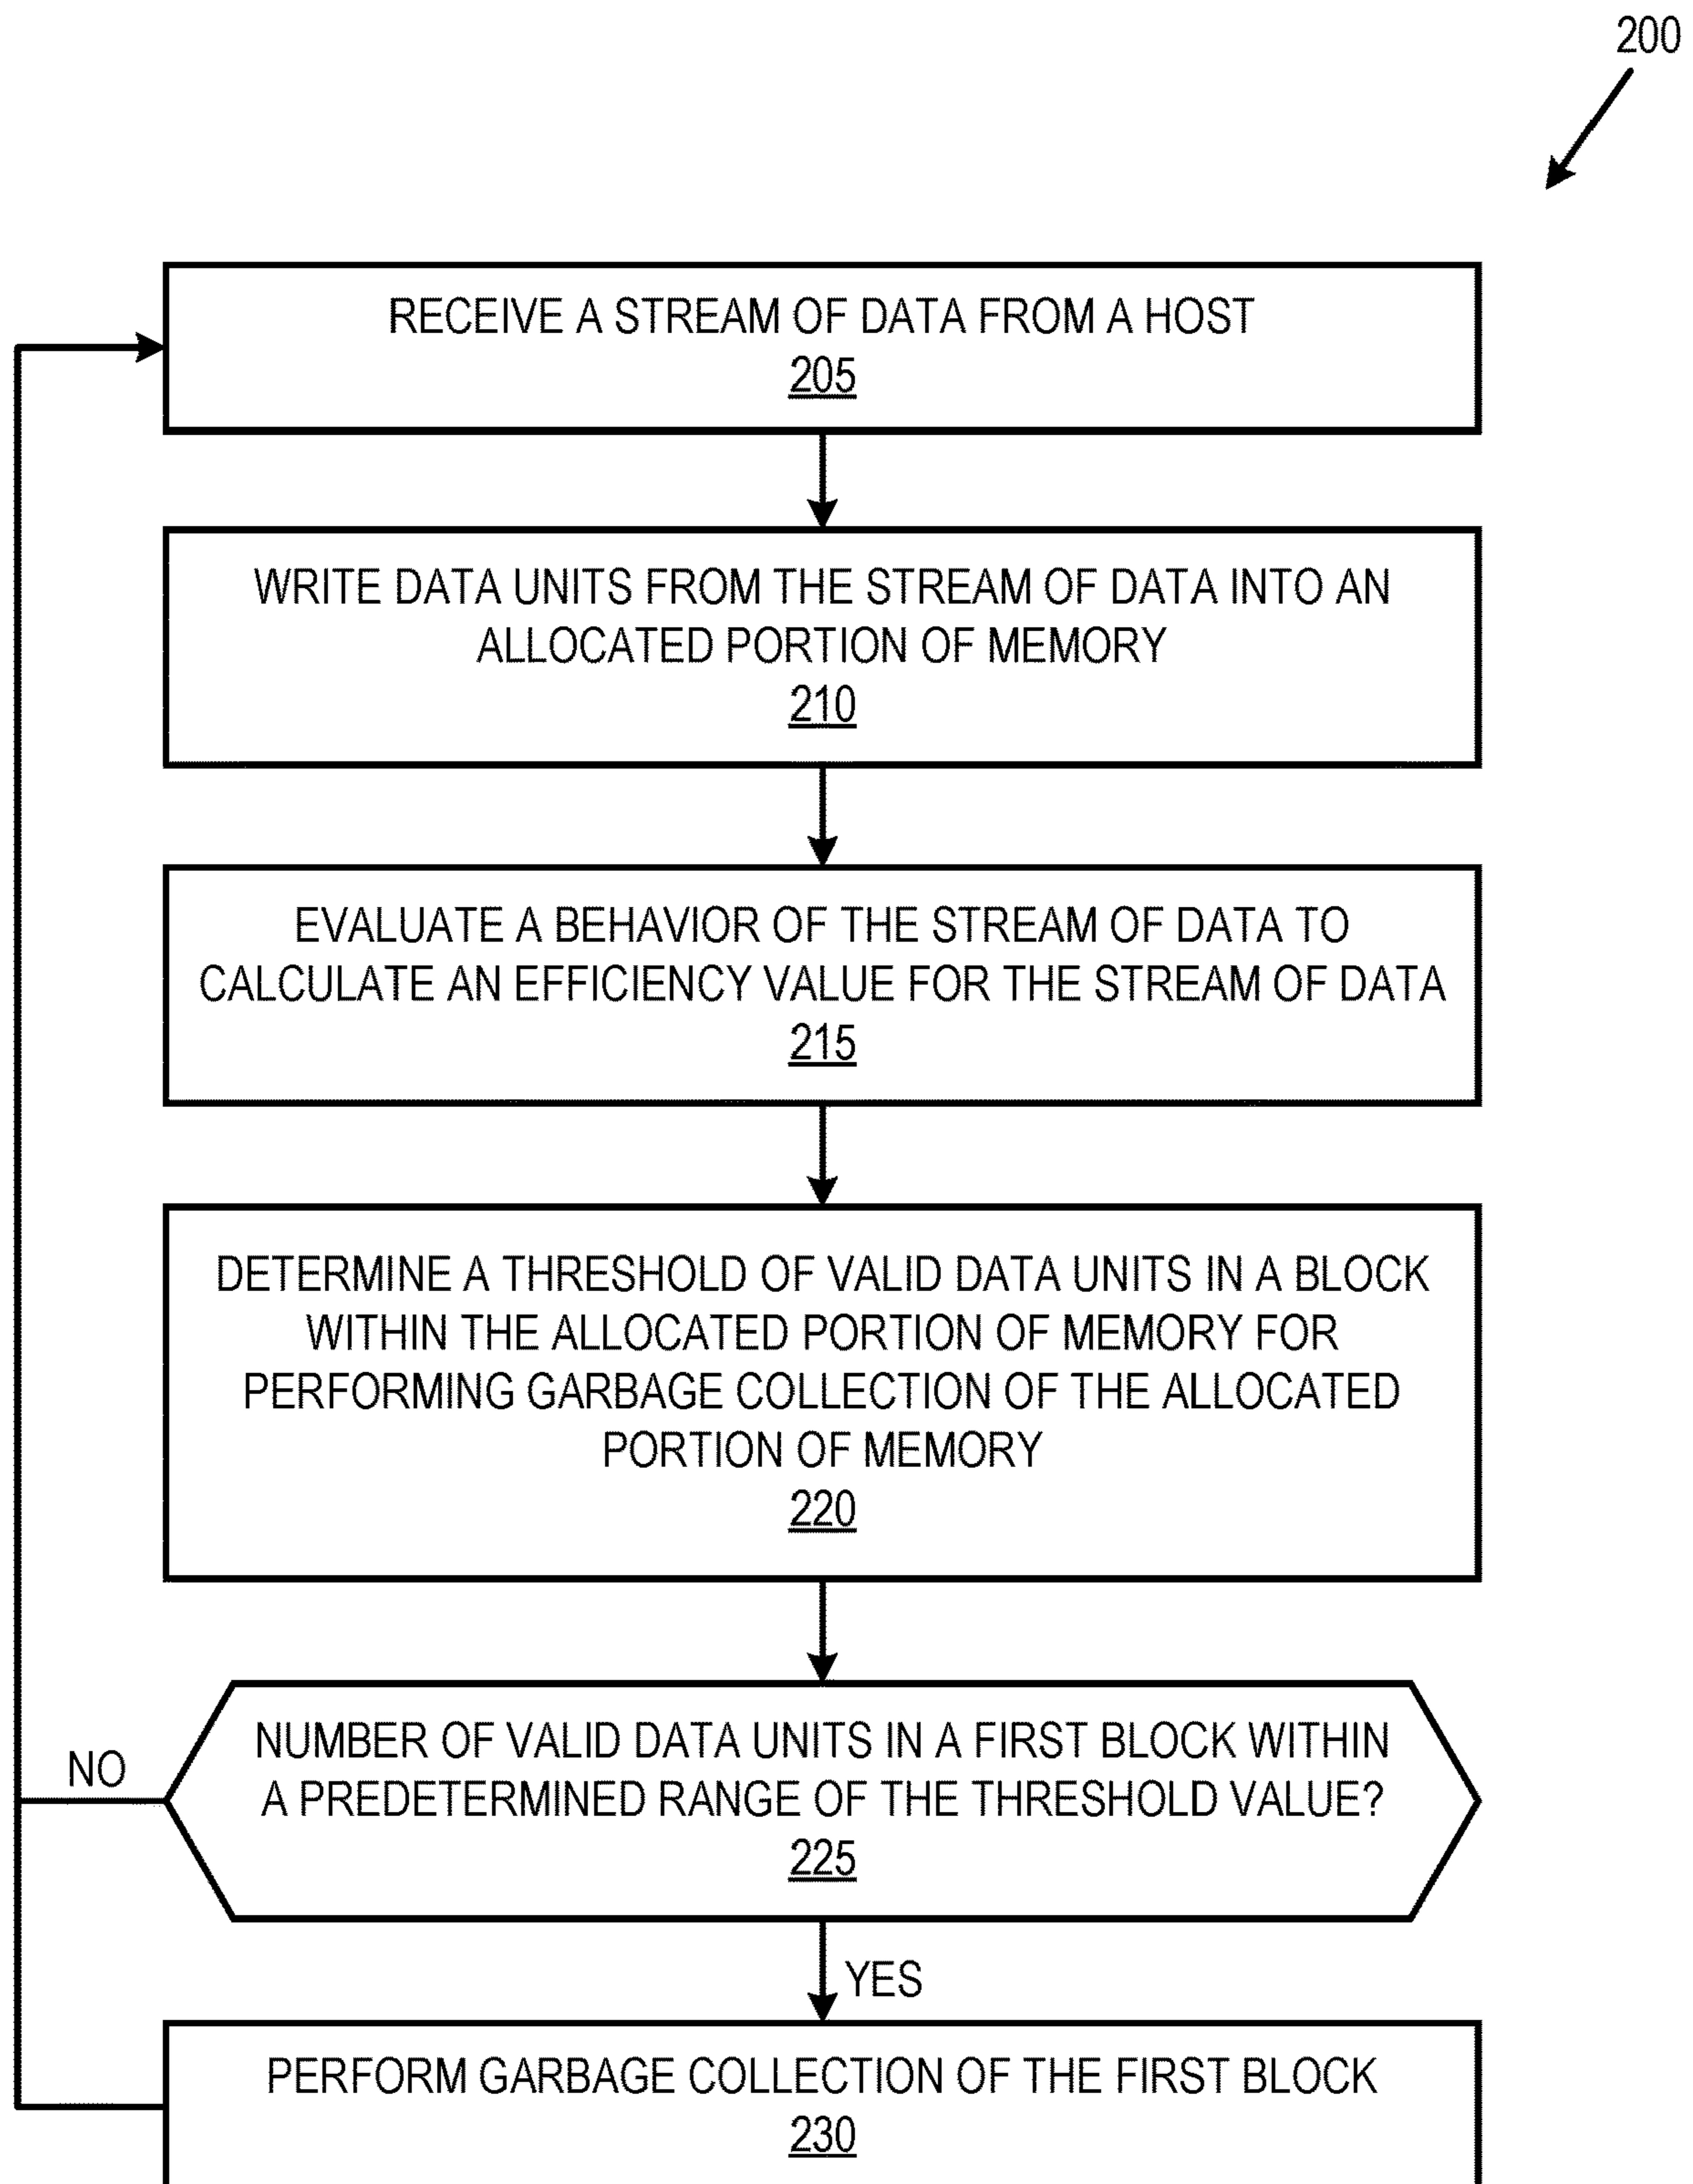 200
RECEIVE A STREAM OF DATA FROM A HOST
205
WRITE DATA UNITS FROM THE STREAM OF DATA INTO AN
ALLOCATED PORTION OF MEMORY
210
EVALUATE A BEHAVIOR OF THE STREAM OF DATA TO
CALCULATE AN EFFICIENCY VALUE FOR THE STREAM OF DATA
215
DETERMINE A THRESHOLD OF VALID DATA UNITS IN A BLOCK
WITHIN THE ALLOCATED PORTION OF MEMORY FOR
PERFORMING GARBAGE COLLECTION OF THE ALLOCATED
PORTION OF MEMORY
220
NUMBER OF VALID DATA UNITS IN A FIRST BLOCK WITHIN
A PREDETERMINED RANGE OF THE THRESHOLD VALUE?
225
NO
YES
PERFORM GARBAGE COLLECTION OF THE FIRST BLOCK
230